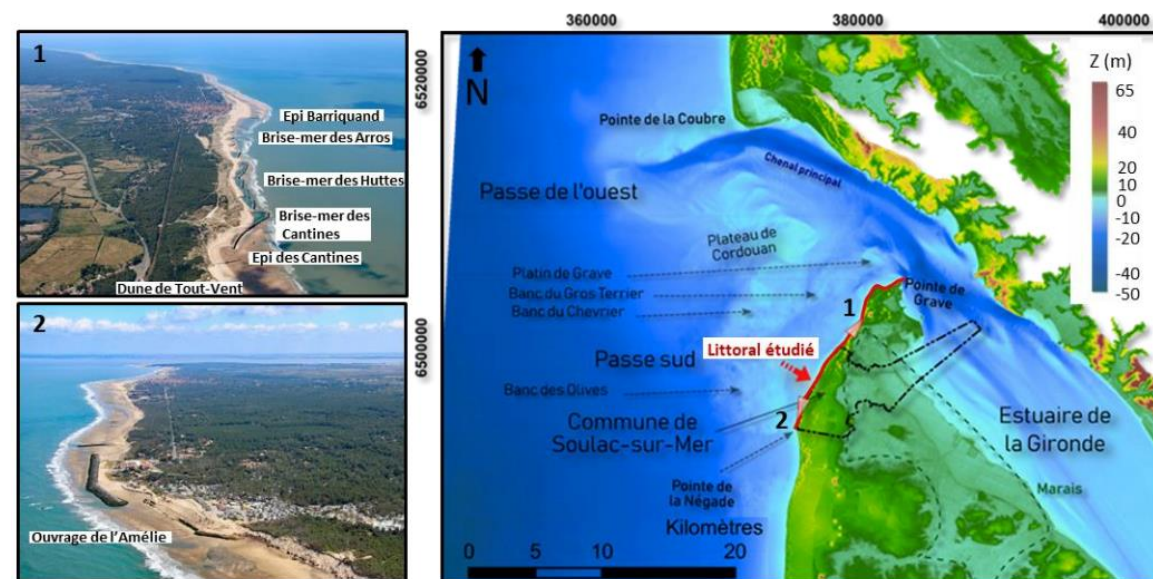 1
Epi Barriquand
Brise-mer des Arros
Brise-mer des Huttes
Brise-mer des
Cantines
Epi des Cantines
Dune de Tout-Vent
2
Ouvrage de l'Amélie
360000
380000
400000
6520000
6500000
N
Z (m)
65
40
20
10
0
-10
-20
-40
-50
Pointe de la Coubre
Chenal principal
Passe de l'ouest
Plateau de
Cordouan
Platin de Grave
Banc du Gros Terrier
Banc du Chevrier
Pointe de
Grave
1
Passe sud
Littoral étudié
Banc des Olives
2
Commune de
Soulac-sur-Mer
Estuaire de
la Gironde
Pointe de
la Négade
Marais
Kilomètres
0
5
10
20